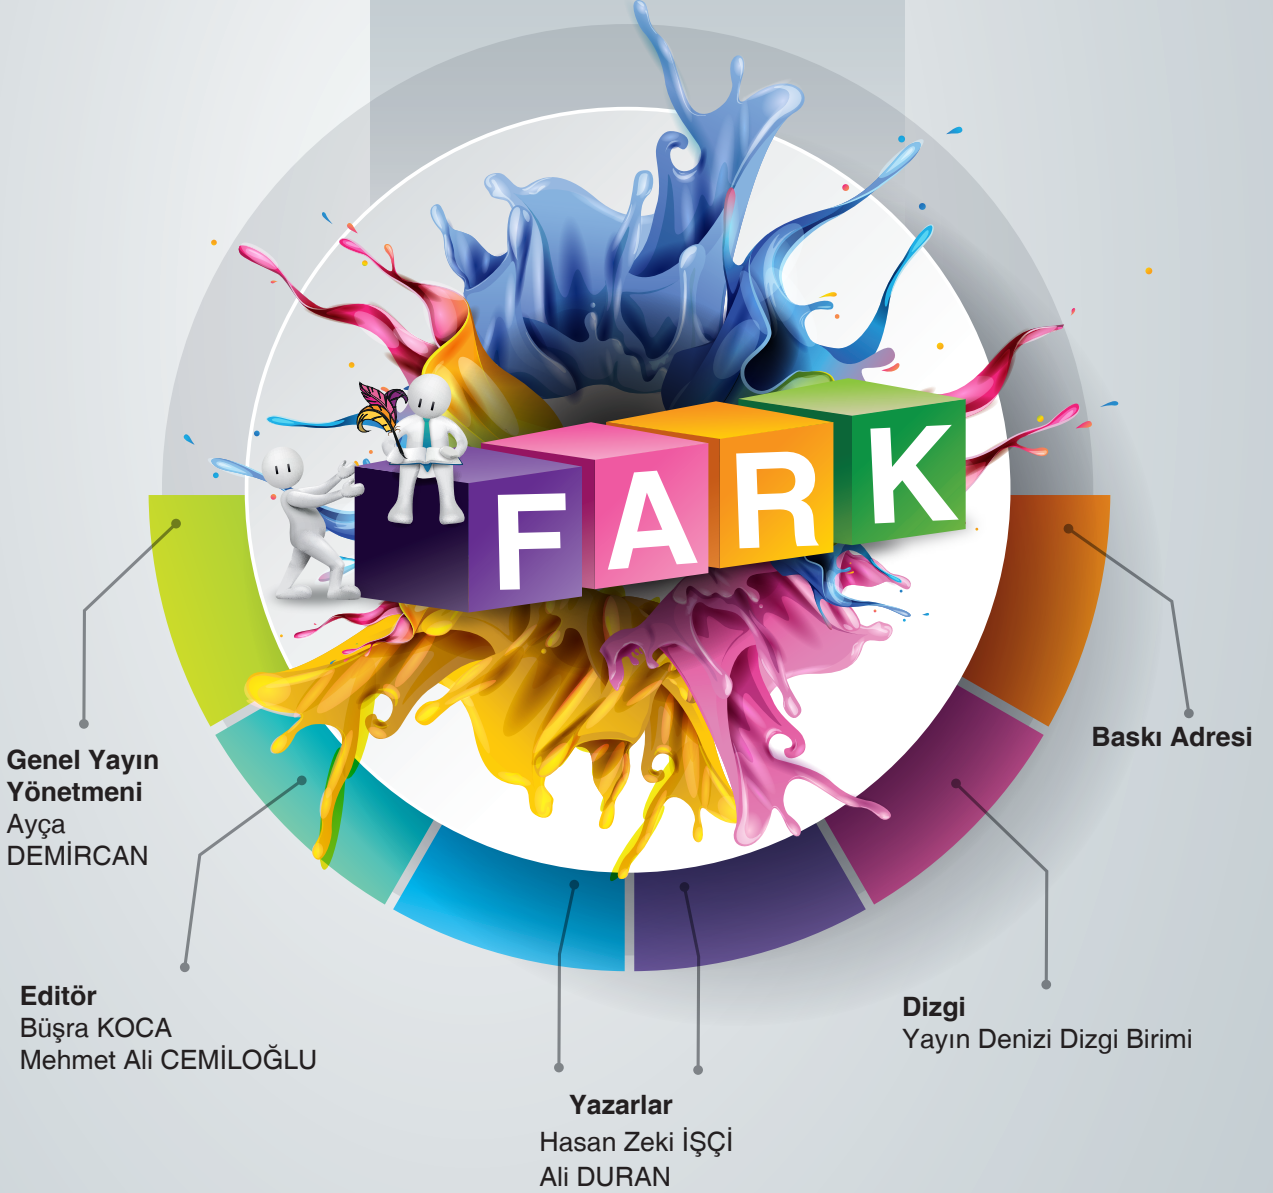 FARK
Baskı Adresi
Genel Yayın
Yönetmeni
Ayça
DEMİRCAN
Editör
Büşra KOCA
Mehmet Ali CEMİLOĞLU
Dizgi
Yayın Denizi Dizgi Birimi
Yazarlar
Hasan Zeki İŞÇİ
Ali DURAN